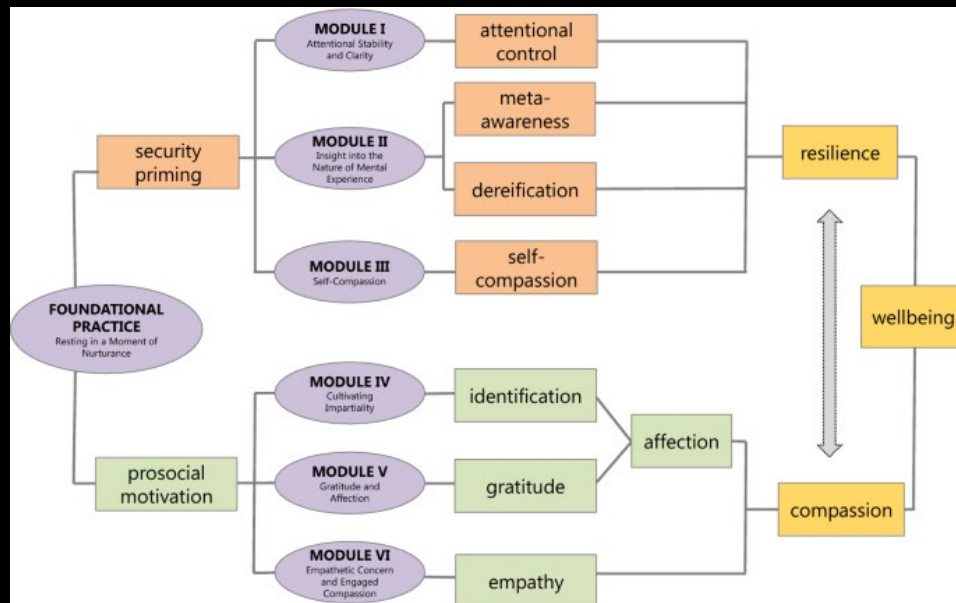 MODULE I
Attentional Stability
and Clarity
attentional
control
meta-
awareness
security
priming
MODULE II
Insight into the
Nature of Mental
Experience
resilience
dereification
MODULE III
Self-Compassion
self-
compassion
FOUNDATIONAL
PRACTICE
Resting in a Moment of
Nurturance
wellbeing
MODULE IV
Cultivating
Impartiality
identification
affection
prosocial
motivation
MODULE V
Gratitude and
Affection
gratitude
compassion
MODULE VI
Empathetic Concern
and Engaged
Compassion
empathy